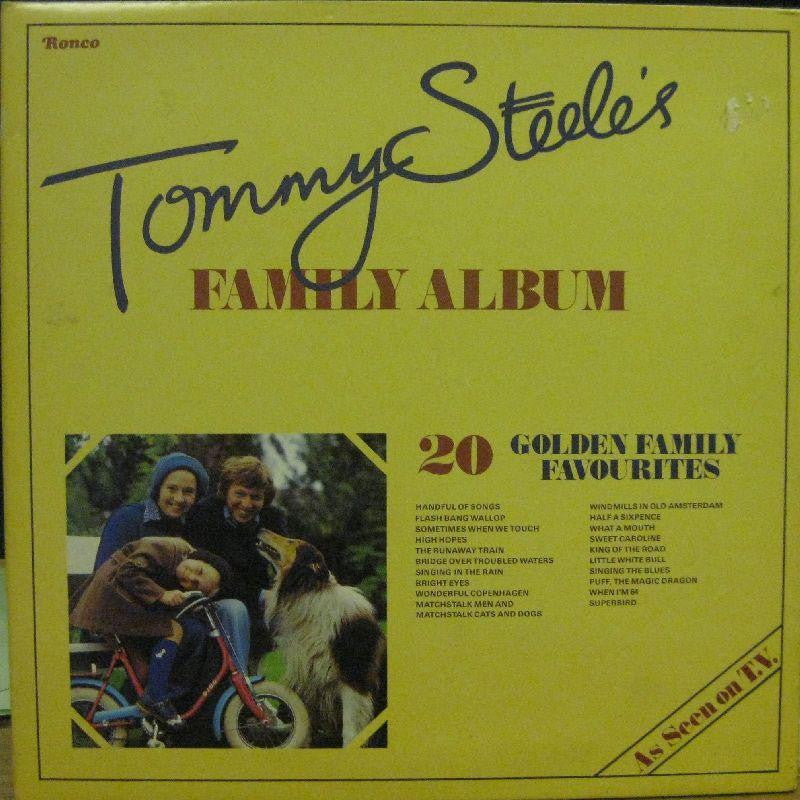 Ronco
Tommy Steele's
FAMILY ALBUM
20 GOLDEN FAMILY
FAVOURITES
HANDFUL OF SONGS
FLASH BANG WALLOP
SOMETIMES WHEN WE TOUCH
HIGH HOPES
THE RUNAWAY TRAIN
BRIDGE OVER TROUBLED WATERS
SINGING IN THE RAIN
BRIGHT EYES
WONDERFUL COPENHAGEN
MATCHSTALK MEN AND
MATCHSTALK CATS AND DOGS
WINDMILLS IN OLD AMSTERDAM
HALF A SIXPENCE
WHAT A MOUTH
SWEET CAROLINE
KING OF THE ROAD
LITTLE WHITE BULL
SINGING THE BLUES
PUFF, THE MAGIC DRAGON
WHEN I'M 64
SUPERBIRD
As Seen on T.V.